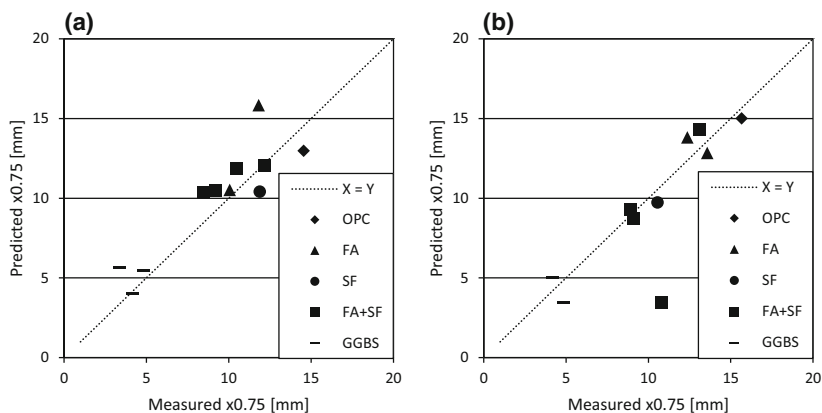 (a)
20
15
10
5
0
Predicted x0.75 [mm]
0 5 10 15 20
Measured x0.75 [mm]
X = Y
OPC
FA
SF
FA+SF
GGBS
(b)
20
15
10
5
0
Predicted x0.75 [mm]
0 5 10 15 20
Measured x0.75 [mm]
X = Y
OPC
FA
SF
FA+SF
GGBS